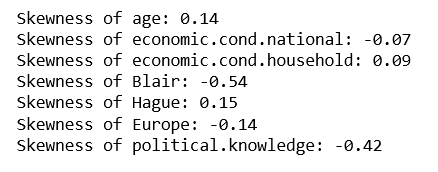 Skewness of age: 0.14
Skewness of economic.cond.national: -0.07
Skewness of economic.cond.household: 0.09
Skewness of Blair: -0.54
Skewness of Hague: 0.15
Skewness of Europe: -0.14
Skewness of political.knowledge: -0.42